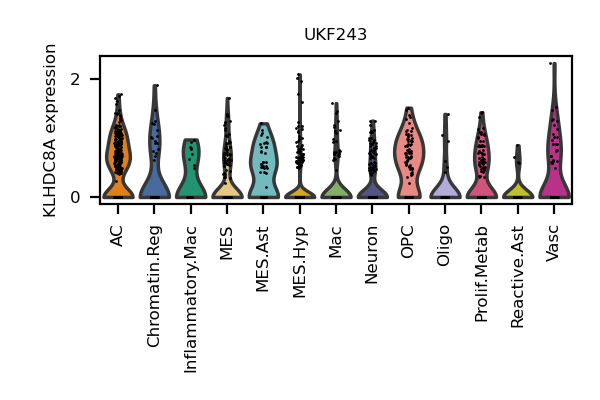 UKF243
KLHDC8A expression
2
0
AC
Chromatin.Reg
Inflammatory.Mac
MES
MES.Ast
MES.Hyp
Mac
Neuron
OPC
Oligo
Prolif.Metab
Reactive.Ast
Vasc